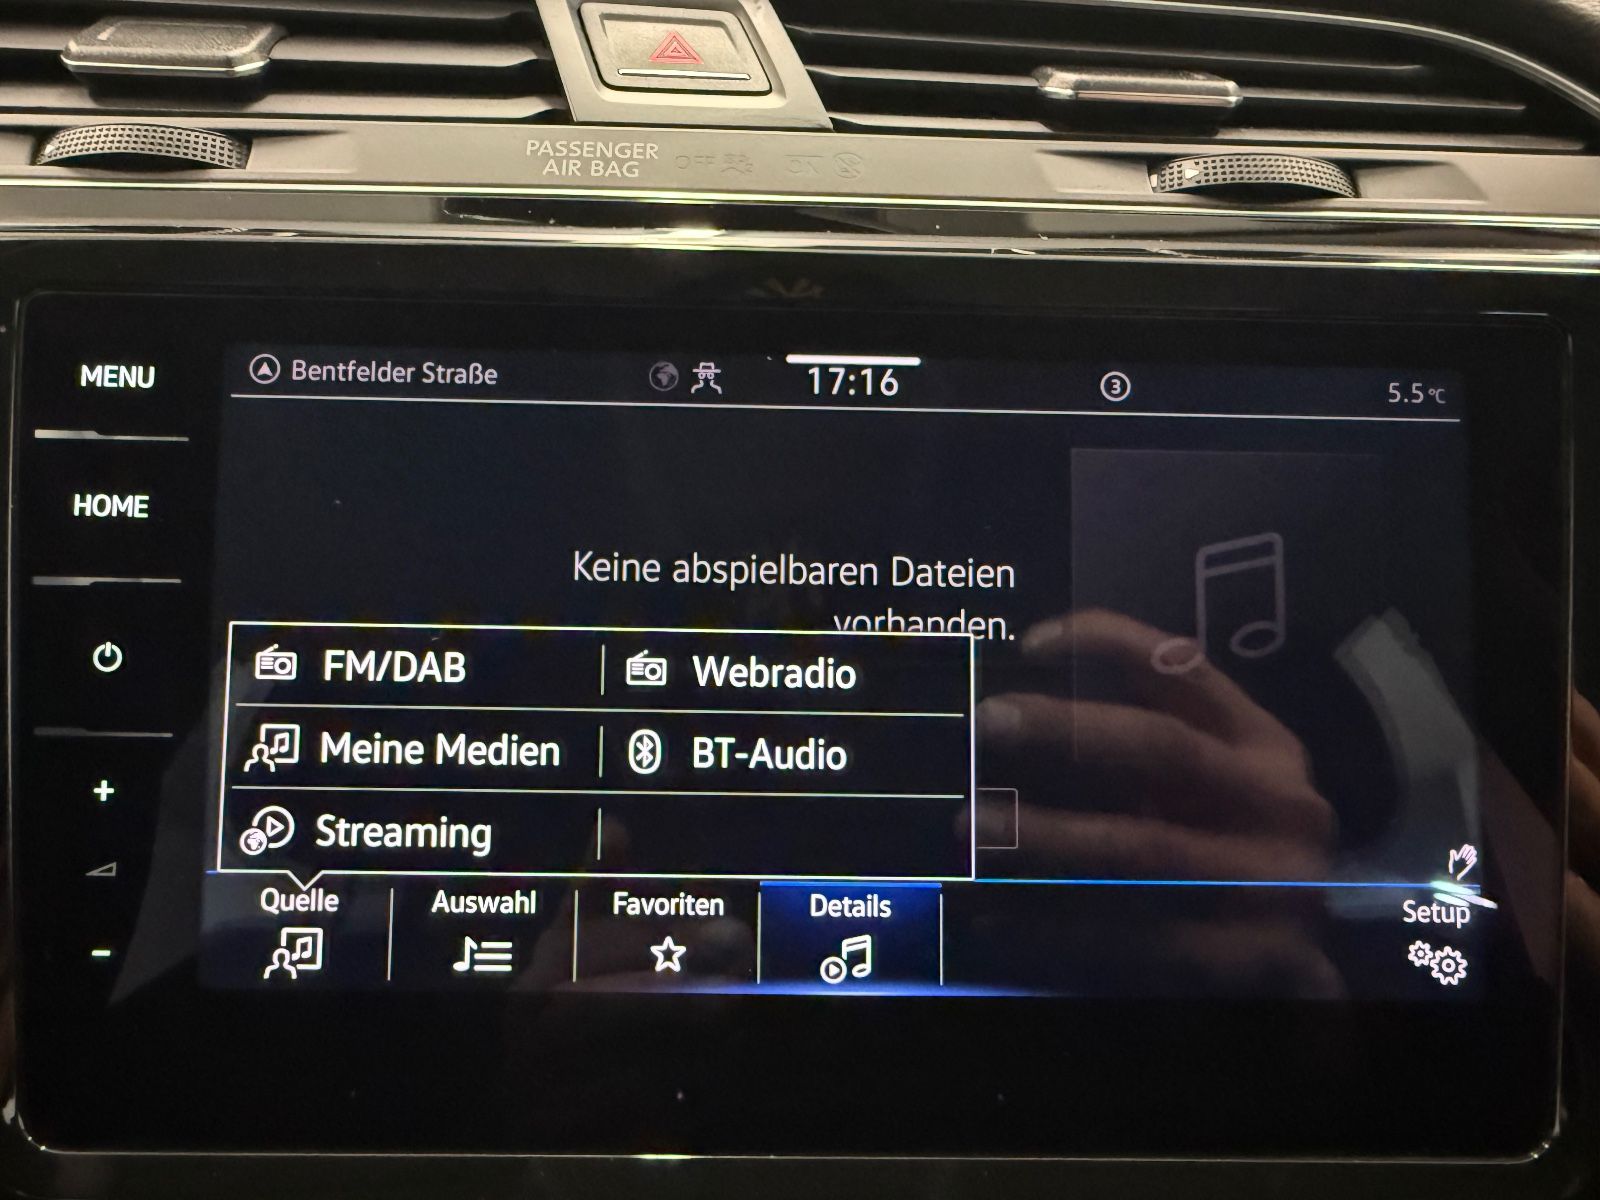 PASSENGER
AIR BAG OFF ON
MENU
HOME
Bentfelder Straße 17:16 3 5.5 °C
Keine abspielbaren Dateien
vorhanden.
FM/DAB Webradio
Meine Medien BT-Audio
Streaming
Quelle Auswahl Favoriten Details Setup
+
-